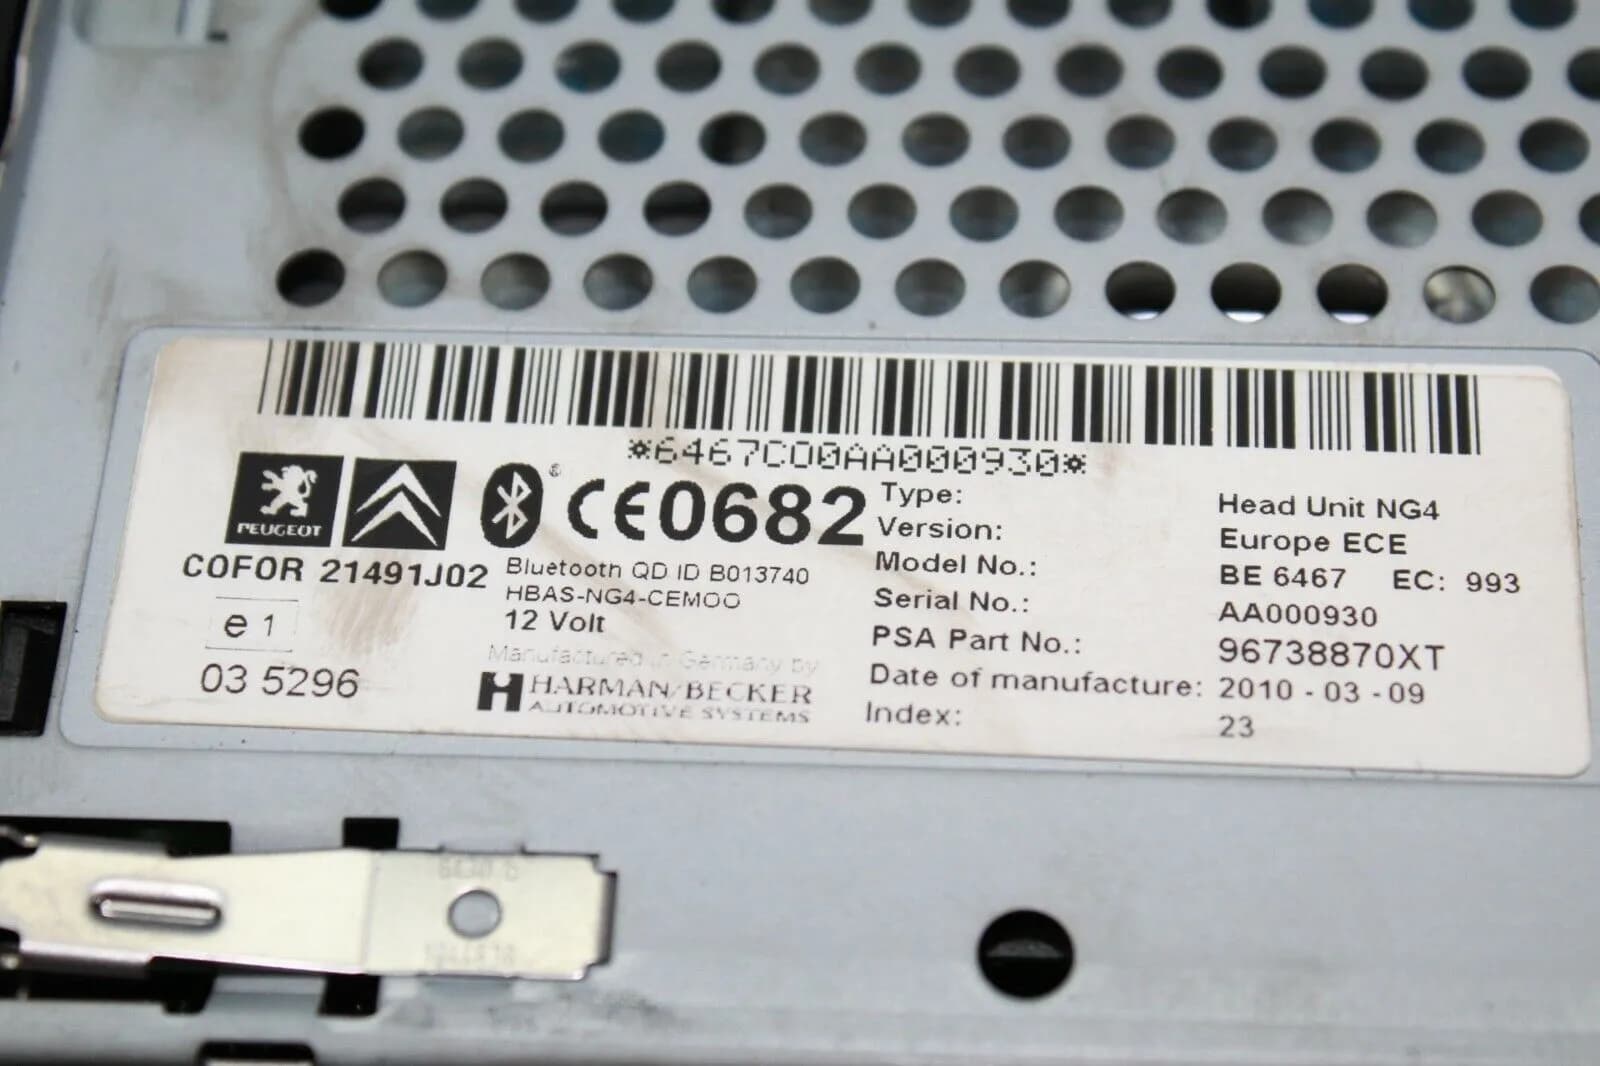 *6467C00AA000930*
PEUGEOT
® CE0682
COFOR 21491J02
e 1
03 5296
Bluetooth QD ID B013740
HBAS-NG4-CEMOO
12 Volt
Manufactured in Germany by
HARMAN/BECKER
AUTOMOTIVE SYSTEMS
Type: Head Unit NG4
Version: Europe ECE
Model No.: BE 6467 EC: 993
Serial No.: AA000930
PSA Part No.: 96738870XT
Date of manufacture: 2010 - 03 - 09
Index: 23